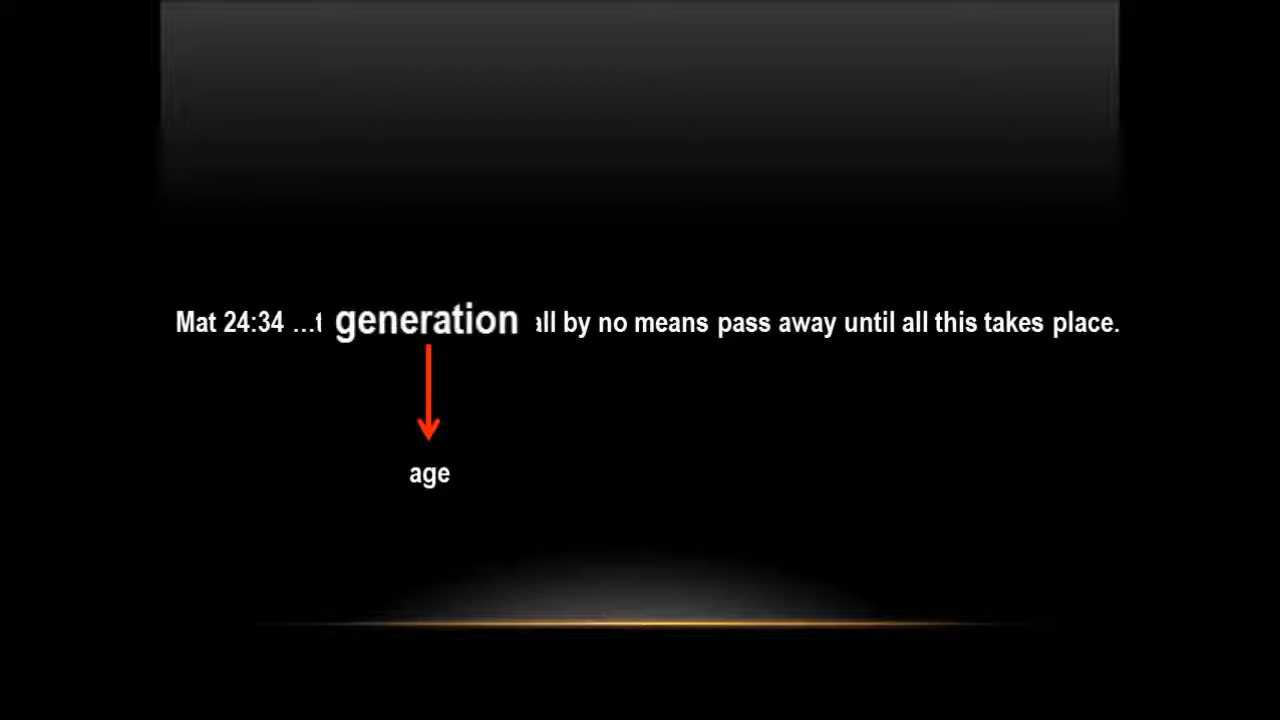 Mat 24:34 …t generation all by no means pass away until all this takes place.
age